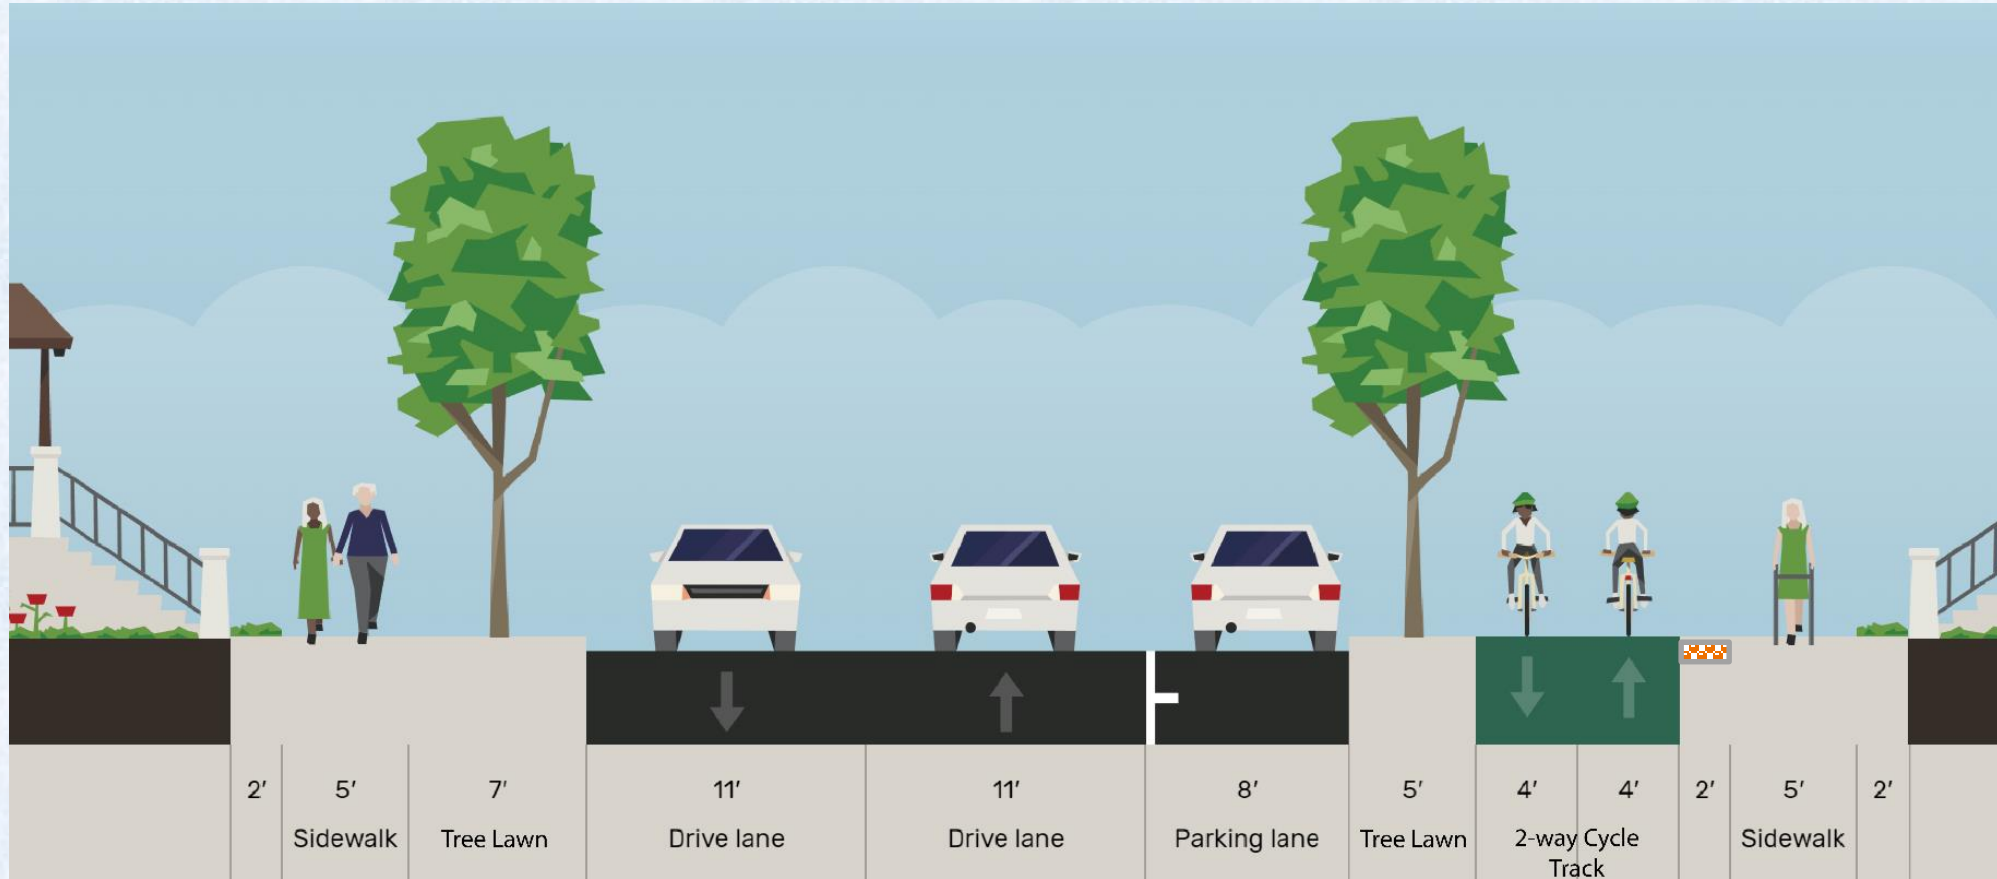 2′ 5′ 7′ 11′ 11′ 8′ 5′ 4′ 4′ 2′ 5′ 2′
Sidewalk Tree Lawn Drive lane Drive lane Parking lane Tree Lawn 2-way Cycle Sidewalk
Track